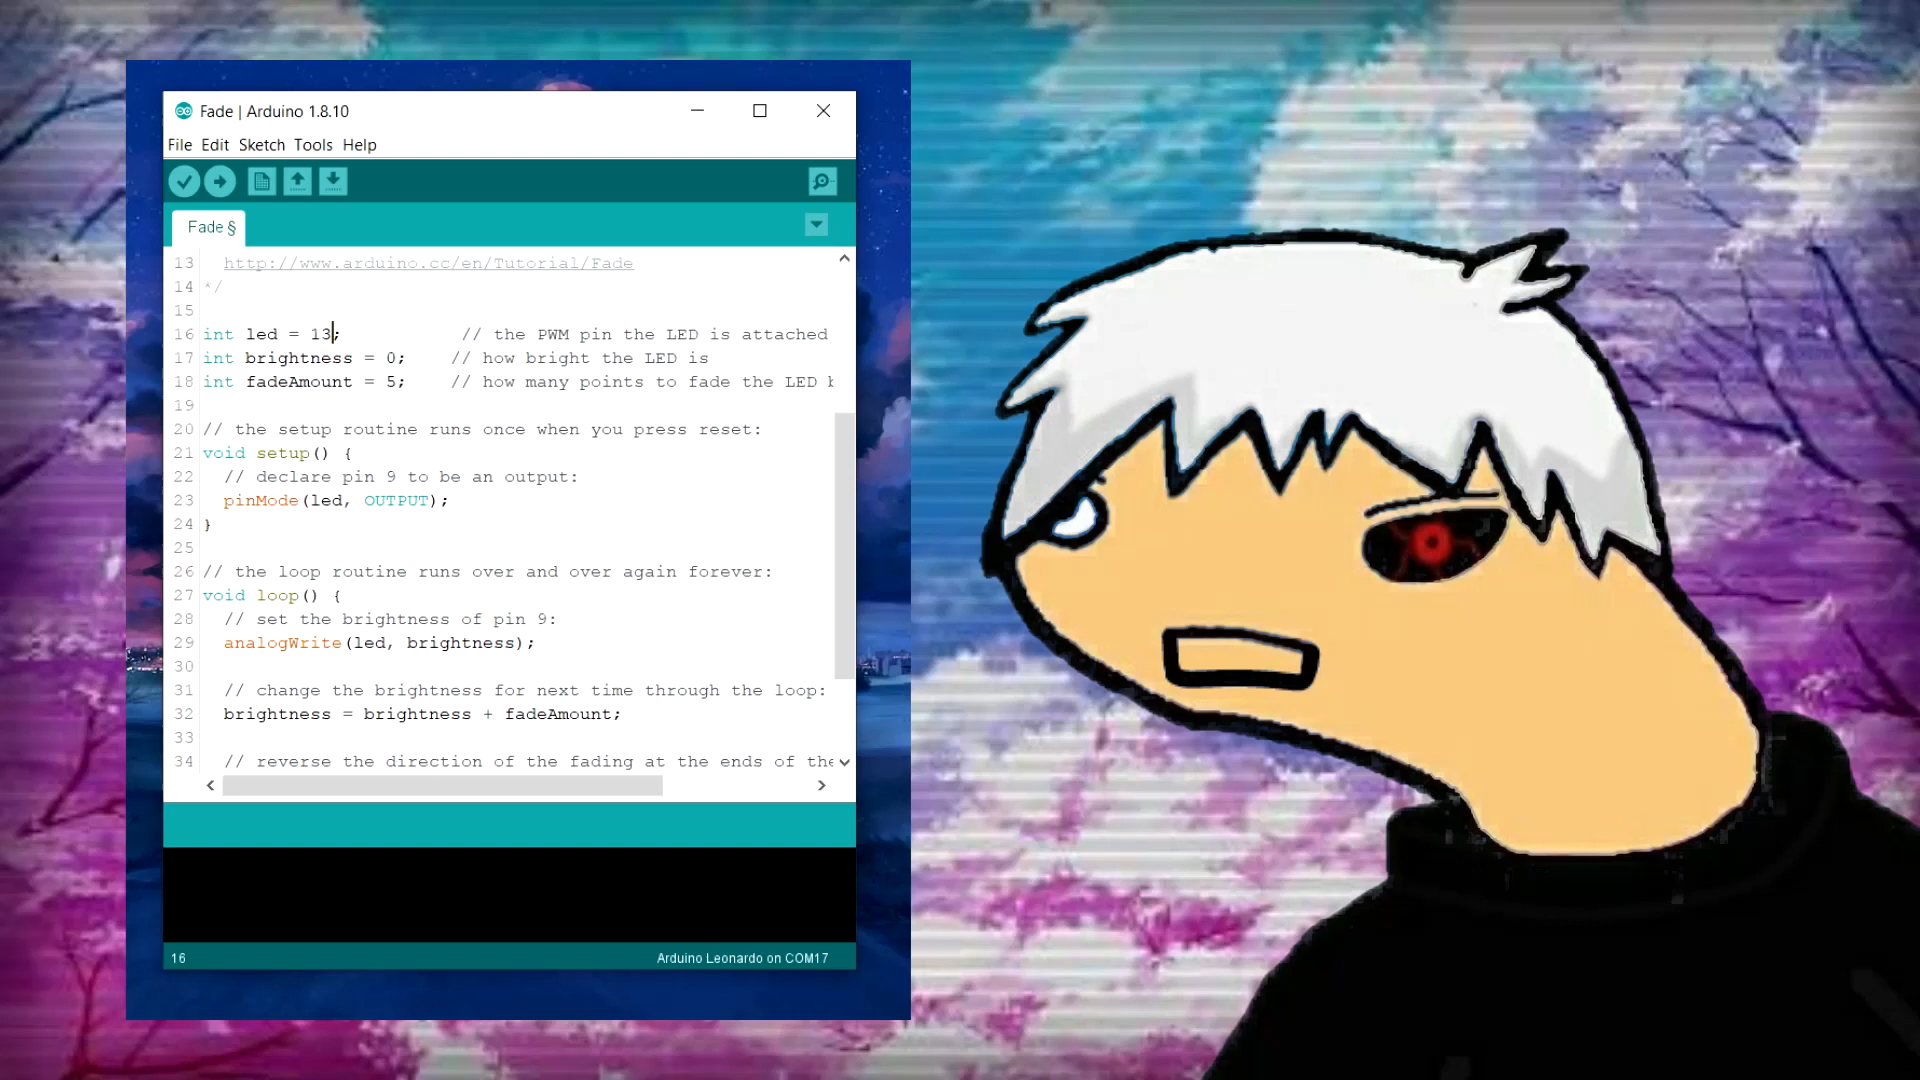 Fade | Arduino 1.8.10
File Edit Sketch Tools Help
Fade §
13 http://www.arduino.cc/en/Tutorial/Fade
14 */
15
16 int led = 13; // the PWM pin the LED is attached
17 int brightness = 0; // how bright the LED is
18 int fadeAmount = 5; // how many points to fade the LED
19
20 // the setup routine runs once when you press reset:
21 void setup() {
22 // declare pin 9 to be an output:
23 pinMode(led, OUTPUT);
24 }
25
26 // the loop routine runs over and over again forever:
27 void loop() {
28 // set the brightness of pin 9:
29 analogWrite(led, brightness);
30
31 // change the brightness for next time through the loop:
32 brightness = brightness + fadeAmount;
33
34 // reverse the direction of the fading at the ends of the
16 Arduino Leonardo on COM17